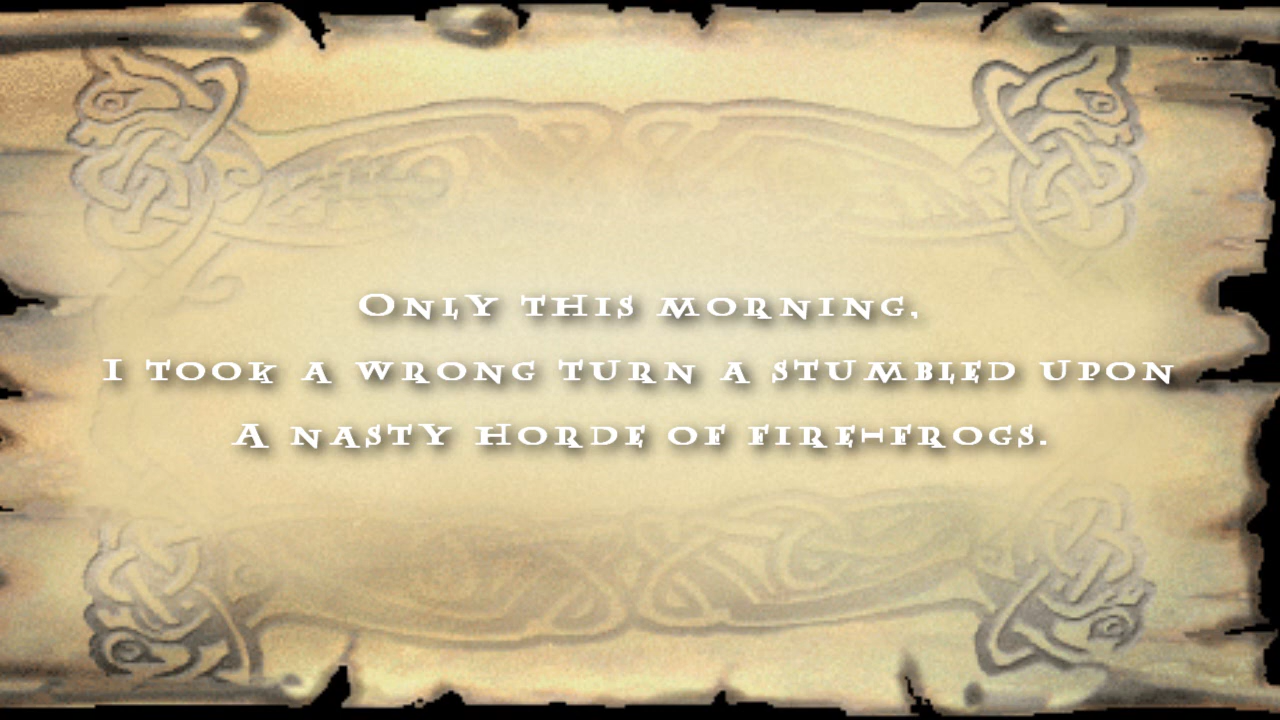 Only this morning,
I took a wrong turn a stumbled upon
A nasty horde of fire-frogs.